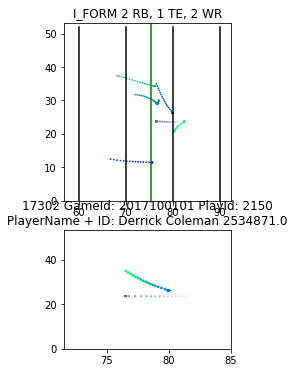 I_FORM 2 RB, 1 TE, 2 WR
50
40
30
20
10
0
60 70 80 90
17302 GameId: 2017100101 PlayId: 2150
PlayerName + ID: Derrick Coleman 2534871.0
40
20
0
75 80 85